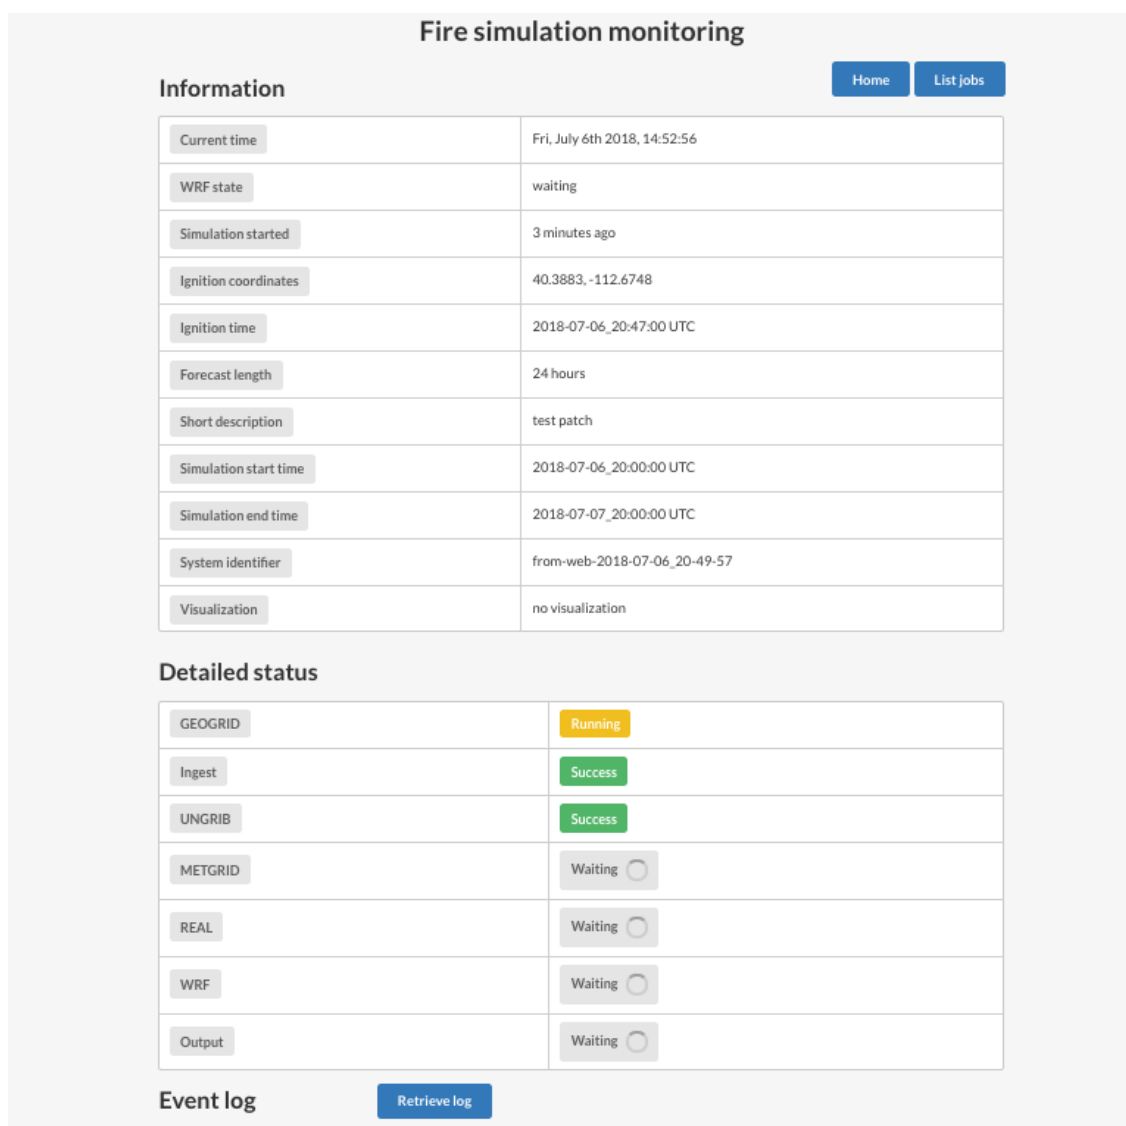 Fire simulation monitoring
Information
Home
List jobs
Current time Fri, July 6th 2018, 14:52:56
WRF state waiting
Simulation started 3 minutes ago
Ignition coordinates 40.3883, -112.6748
Ignition time 2018-07-06_20:47:00 UTC
Forecast length 24 hours
Short description test patch
Simulation start time 2018-07-06_20:00:00 UTC
Simulation end time 2018-07-07_20:00:00 UTC
System identifier from-web-2018-07-06_20-49-57
Visualization no visualization
Detailed status
GEOGRID Running
Ingest Success
UNGRIB Success
METGRID Waiting
REAL Waiting
WRF Waiting
Output Waiting
Event log
Retrieve log